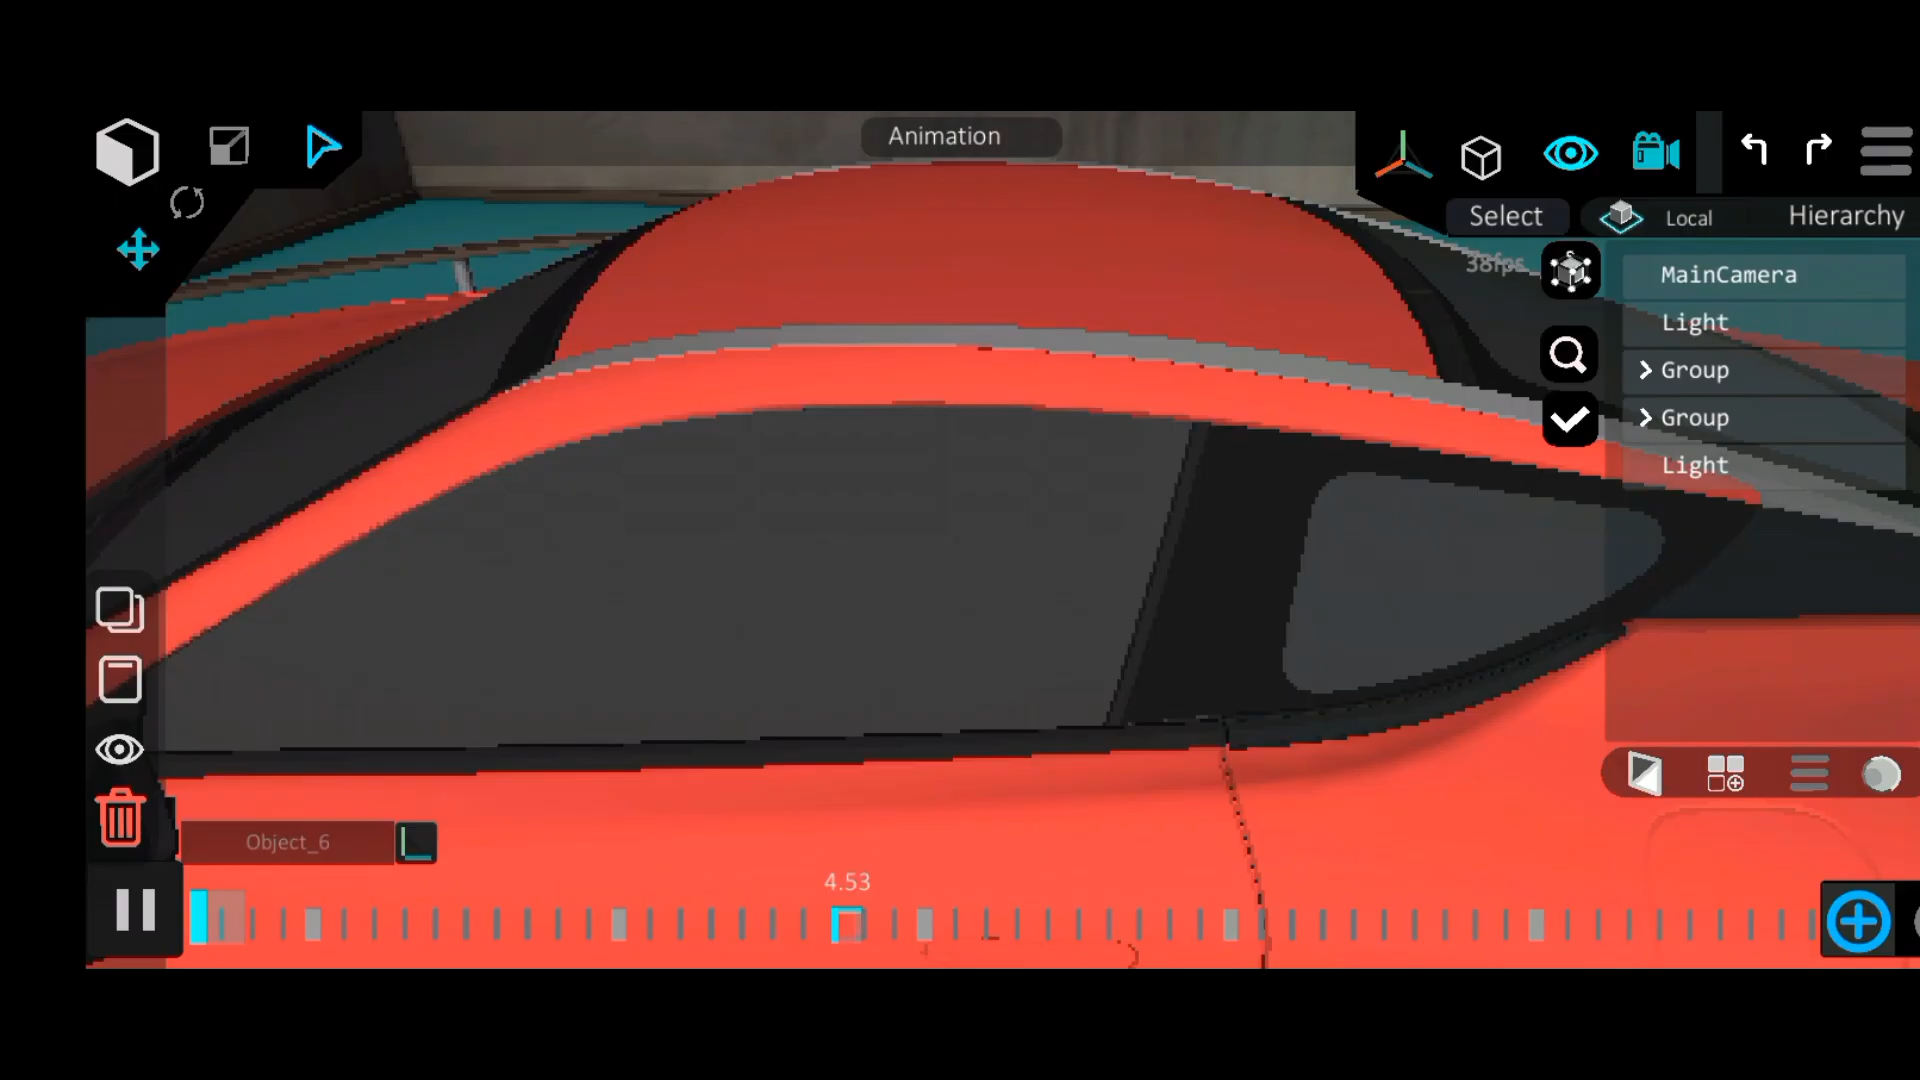 Animation
Select
Local
Hierarchy
38fps
MainCamera
Light
Group
Group
Light
Object_6
4.53